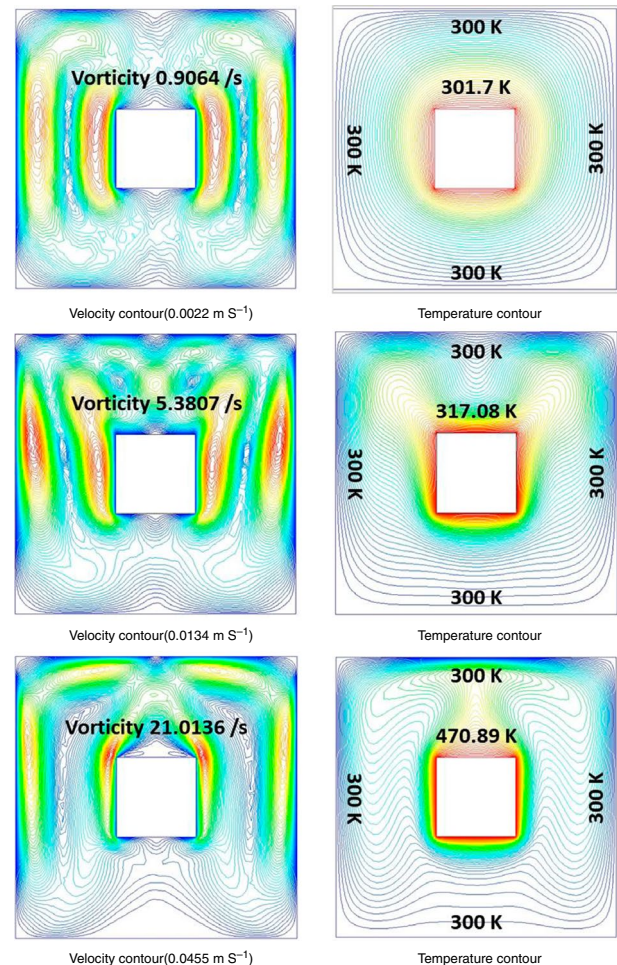 Vorticity 0.9064 /s
300 K
301.7 K
300 K
300 K
300 K
Velocity contour(0.0022 m S⁻¹)
Temperature contour
Vorticity 5.3807 /s
300 K
317.08 K
300 K
300 K
300 K
Velocity contour(0.0134 m S⁻¹)
Temperature contour
Vorticity 21.0136 /s
300 K
470.89 K
300 K
300 K
300 K
Velocity contour(0.0455 m S⁻¹)
Temperature contour